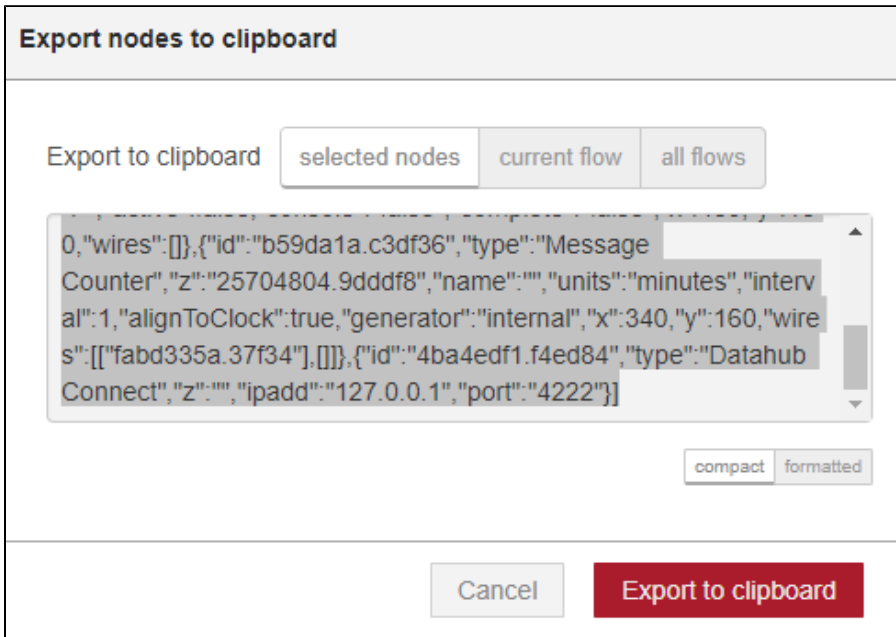 Export nodes to clipboard
Export to clipboard selected nodes current flow all flows
0,"wires":[]},{"id":"b59da1a.c3df36","type":"Message
Counter","z":"25704804.9dddf8","name":"","units":"minutes","interv
al":1,"alignToClock":true,"generator":"internal","x":340,"y":160,"wire
s":[["fabd335a.37f34"],[]]},{"id":"4ba4edf1.f4ed84","type":"Datahub
Connect","z":"","ipadd":"127.0.0.1","port":"4222"}]
compact formatted
Cancel Export to clipboard